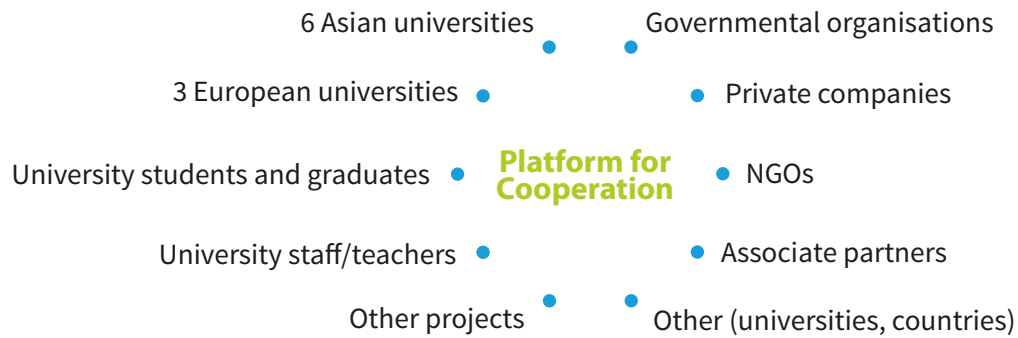 6 Asian universities
Governmental organisations
3 European universities
Private companies
University students and graduates
Platform for
Cooperation
NGOs
University staff/teachers
Associate partners
Other projects
Other (universities, countries)